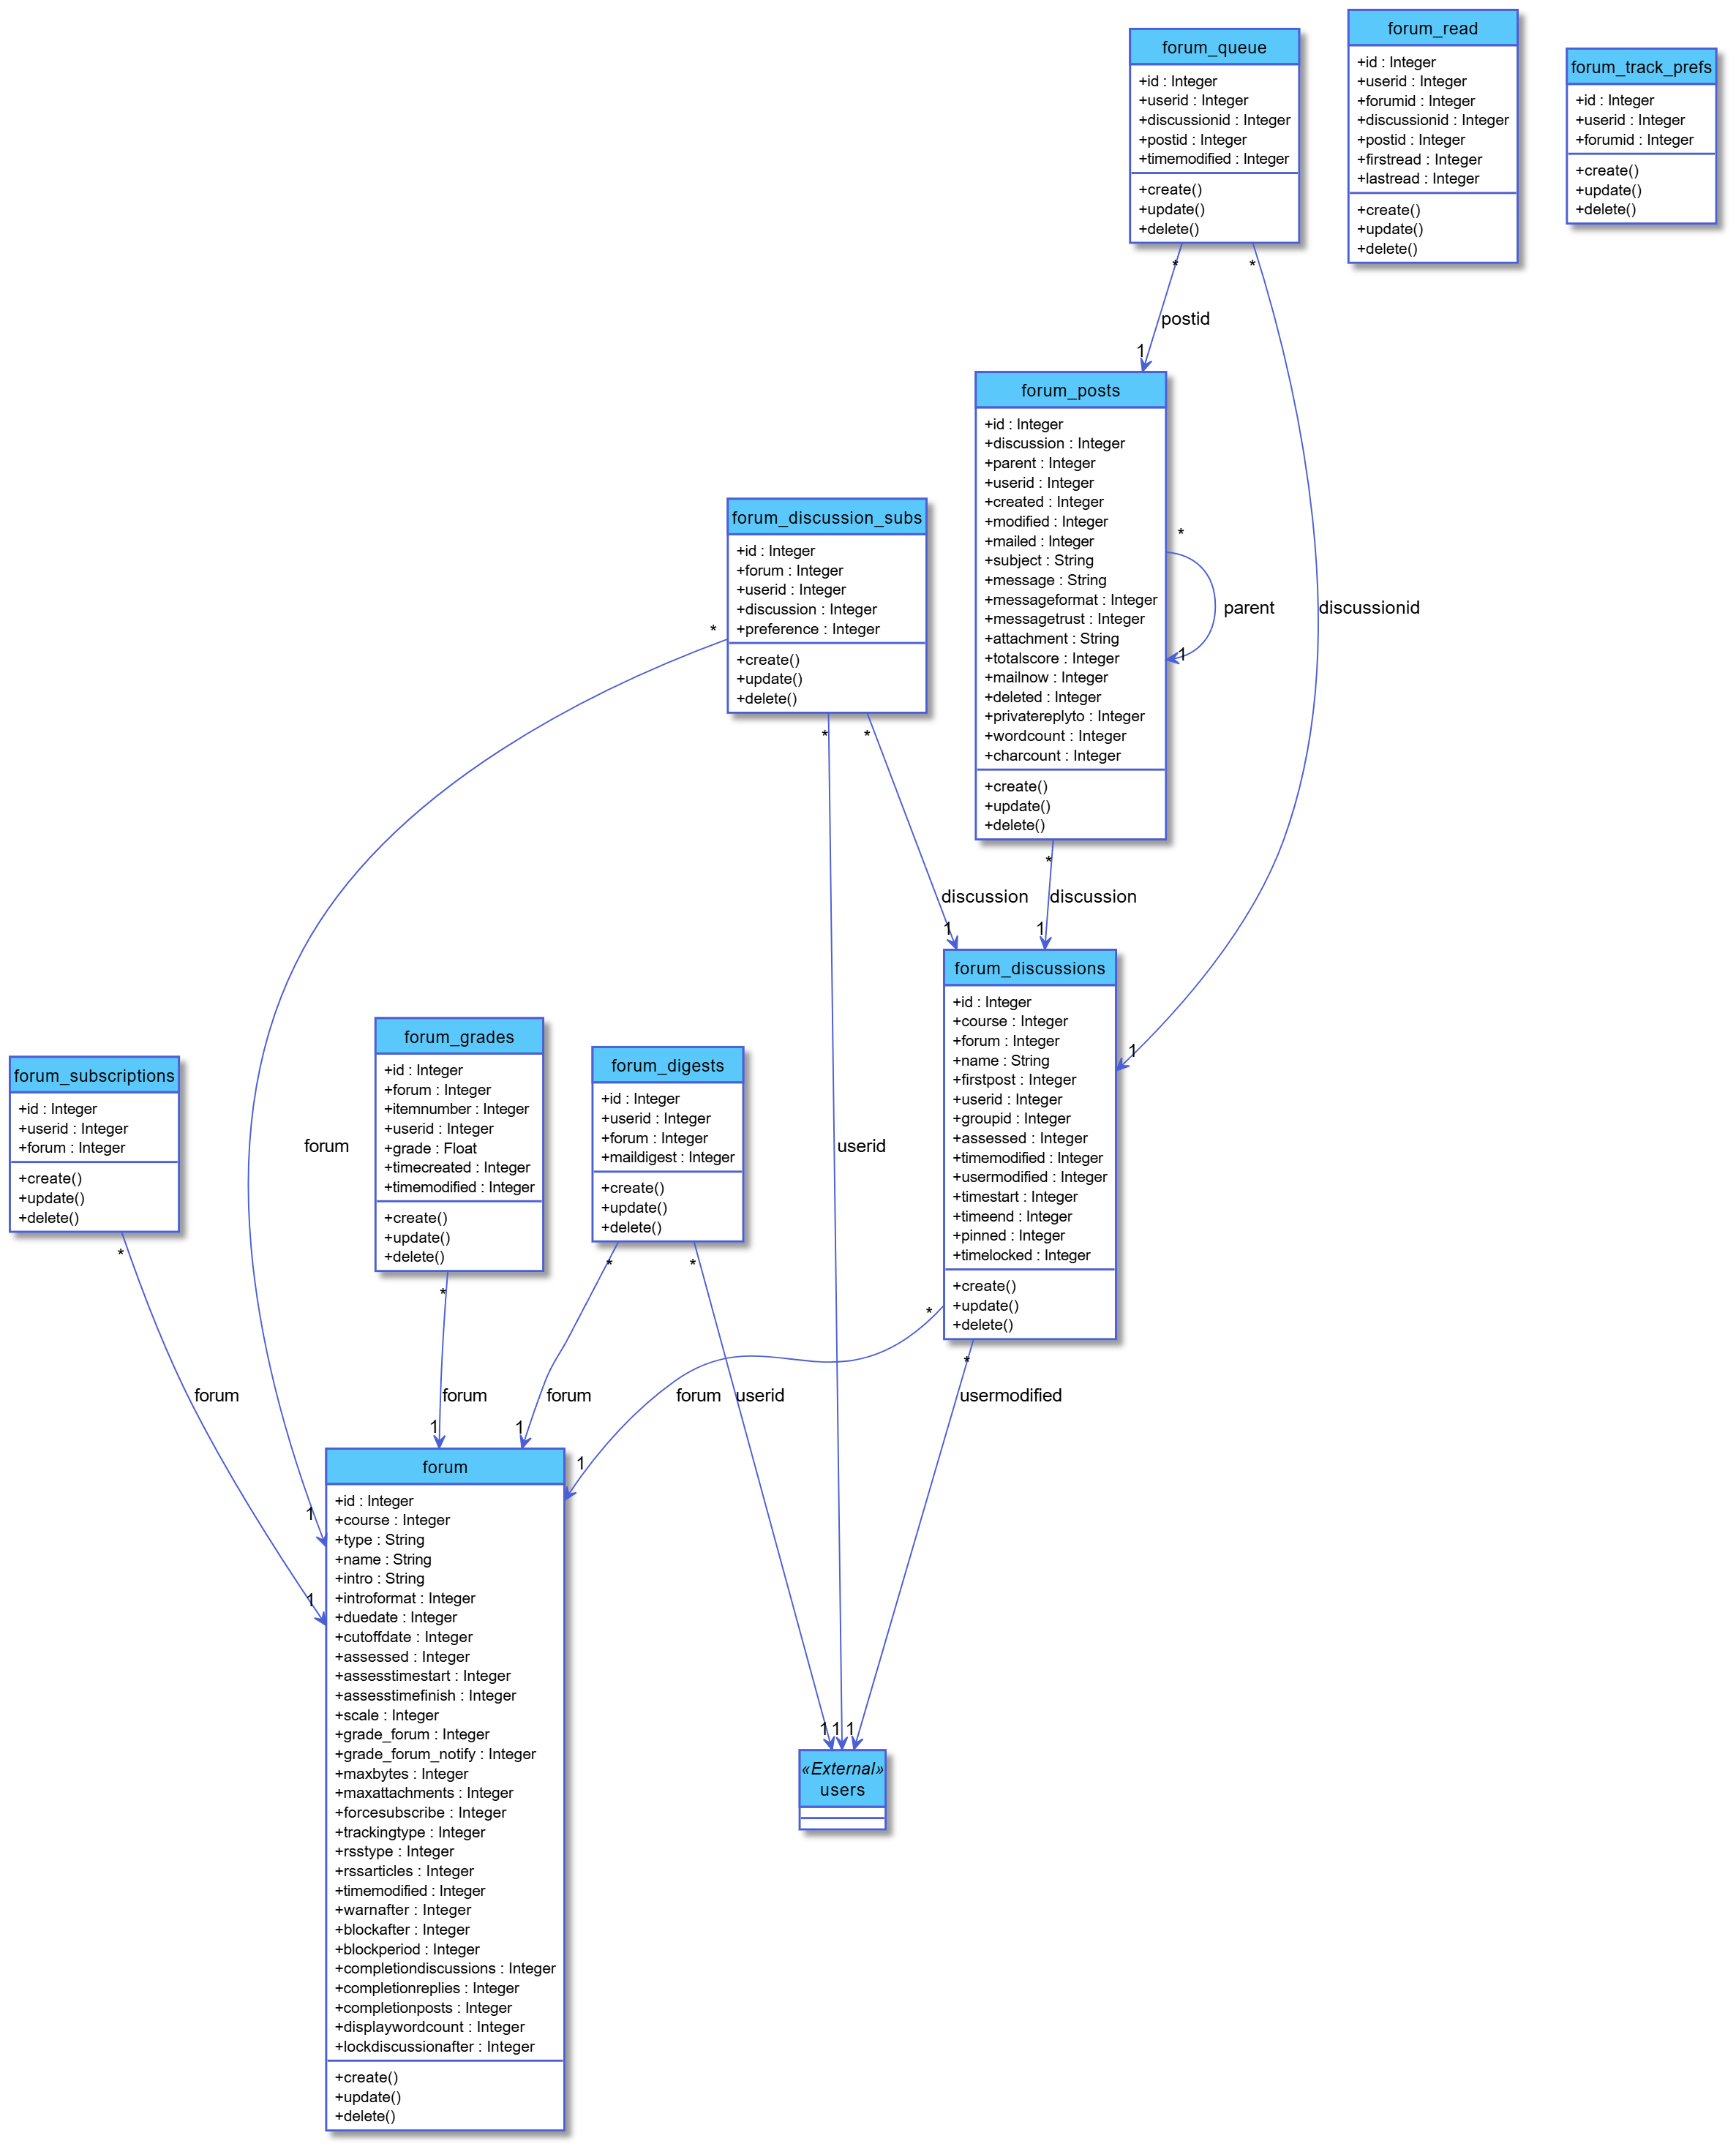 forum_queue
+id : Integer
+userid : Integer
+discussionid : Integer
+postid : Integer
+timemodified : Integer
+create()
+update()
+delete()
forum_read
+id : Integer
+userid : Integer
+forumid : Integer
+discussionid : Integer
+postid : Integer
+firstread : Integer
+lastread : Integer
+create()
+update()
+delete()
forum_track_prefs
+id : Integer
+userid : Integer
+forumid : Integer
+create()
+update()
+delete()
*
*
postid
1
forum_posts
+id : Integer
+discussion : Integer
+parent : Integer
+userid : Integer
+created : Integer
+modified : Integer
+mailed : Integer
+subject : String
+message : String
+messageformat : Integer
+messagetrust : Integer
+attachment : String
+totalscore : Integer
+mailnow : Integer
+deleted : Integer
+privatereplyto : Integer
+wordcount : Integer
+charcount : Integer
+create()
+update()
+delete()
*
parent
1
discussionid
1
forum_discussion_subs
+id : Integer
+forum : Integer
+userid : Integer
+discussion : Integer
+preference : Integer
+create()
+update()
+delete()
*
*
*
discussion
1
*
discussion
1
forum_discussions
+id : Integer
+course : Integer
+forum : Integer
+name : String
+firstpost : Integer
+userid : Integer
+groupid : Integer
+assessed : Integer
+timemodified : Integer
+usermodified : Integer
+timestart : Integer
+timeend : Integer
+pinned : Integer
+timelocked : Integer
+create()
+update()
+delete()
forum_subscriptions
+id : Integer
+userid : Integer
+forum : Integer
+create()
+update()
+delete()
*
forum
forum_grades
+id : Integer
+forum : Integer
+itemnumber : Integer
+userid : Integer
+grade : Float
+timecreated : Integer
+timemodified : Integer
+create()
+update()
+delete()
*
forum_digests
+id : Integer
+userid : Integer
+forum : Integer
+maildigest : Integer
+create()
+update()
+delete()
*
*
userid
*
*
forum
forum
forum
forum
userid
usermodified
1
1
1
1
1
forum
+id : Integer
+course : Integer
+type : String
+name : String
+intro : String
+introformat : Integer
+duedate : Integer
+cutoffdate : Integer
+assessed : Integer
+assesstimestart : Integer
+assesstimefinish : Integer
+scale : Integer
+grade_forum : Integer
+grade_forum_notify : Integer
+maxbytes : Integer
+maxattachments : Integer
+forcesubscribe : Integer
+trackingtype : Integer
+rsstype : Integer
+rssarticles : Integer
+timemodified : Integer
+warnafter : Integer
+blockafter : Integer
+blockperiod : Integer
+completiondiscussions : Integer
+completionreplies : Integer
+completionposts : Integer
+displaywordcount : Integer
+lockdiscussionafter : Integer
+create()
+update()
+delete()
1 1 1
«External»
users